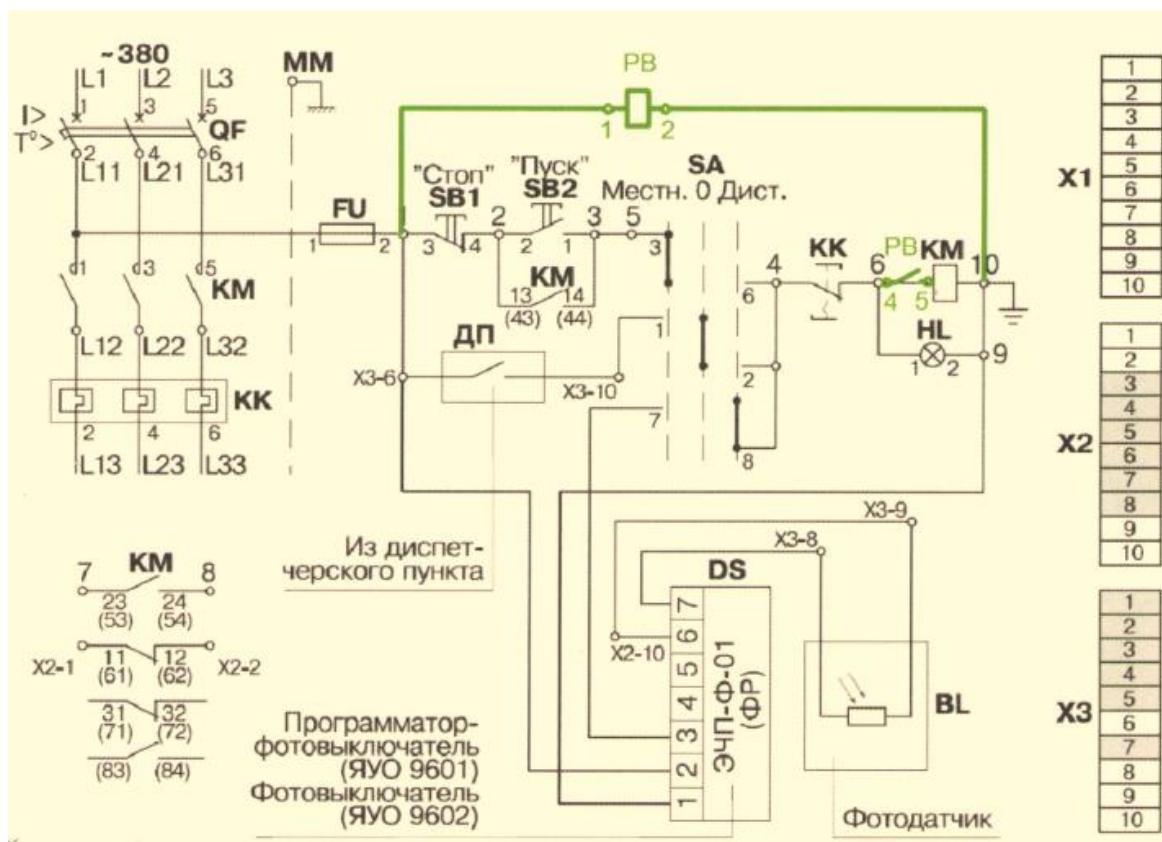 ~380
L1 L2 L3
MM
РВ
1 3 5
I>
T°>
QF
1 2
2 4 6
L11 L21 L31
"Стоп" "Пуск"
SB1 SB2
SA
Местн. 0 Дист.
FU
1 2
1
3 4
2
2 1
3 5
3
KM
13 14
(43) (44)
4
6
KK
6
РВ
4 5
KM
10
1 3 5
KM
L12 L22 L32
HL
1 2
9
ДП
X3-6
X3-10
1
2
7
8
KK
2 4 6
L13 L23 L33
Из диспет-
черского пункта
X3-9
X3-8
DS
7
6
5
4
3
2
1
ЭЧП-Ф-01
(ФР)
X2-10
BL
Фотодатчик
7 KM 8
23 24
(53) (54)
X2-1
11 12
(61) (62)
X2-2
31 32
(71) (72)
(83) (84)
Программатор-
фотовыключатель
(ЯУО 9601)
Фотовыключатель
(ЯУО 9602)
X1
1
2
3
4
5
6
7
8
9
10
X2
1
2
3
4
5
6
7
8
9
10
X3
1
2
3
4
5
6
7
8
9
10